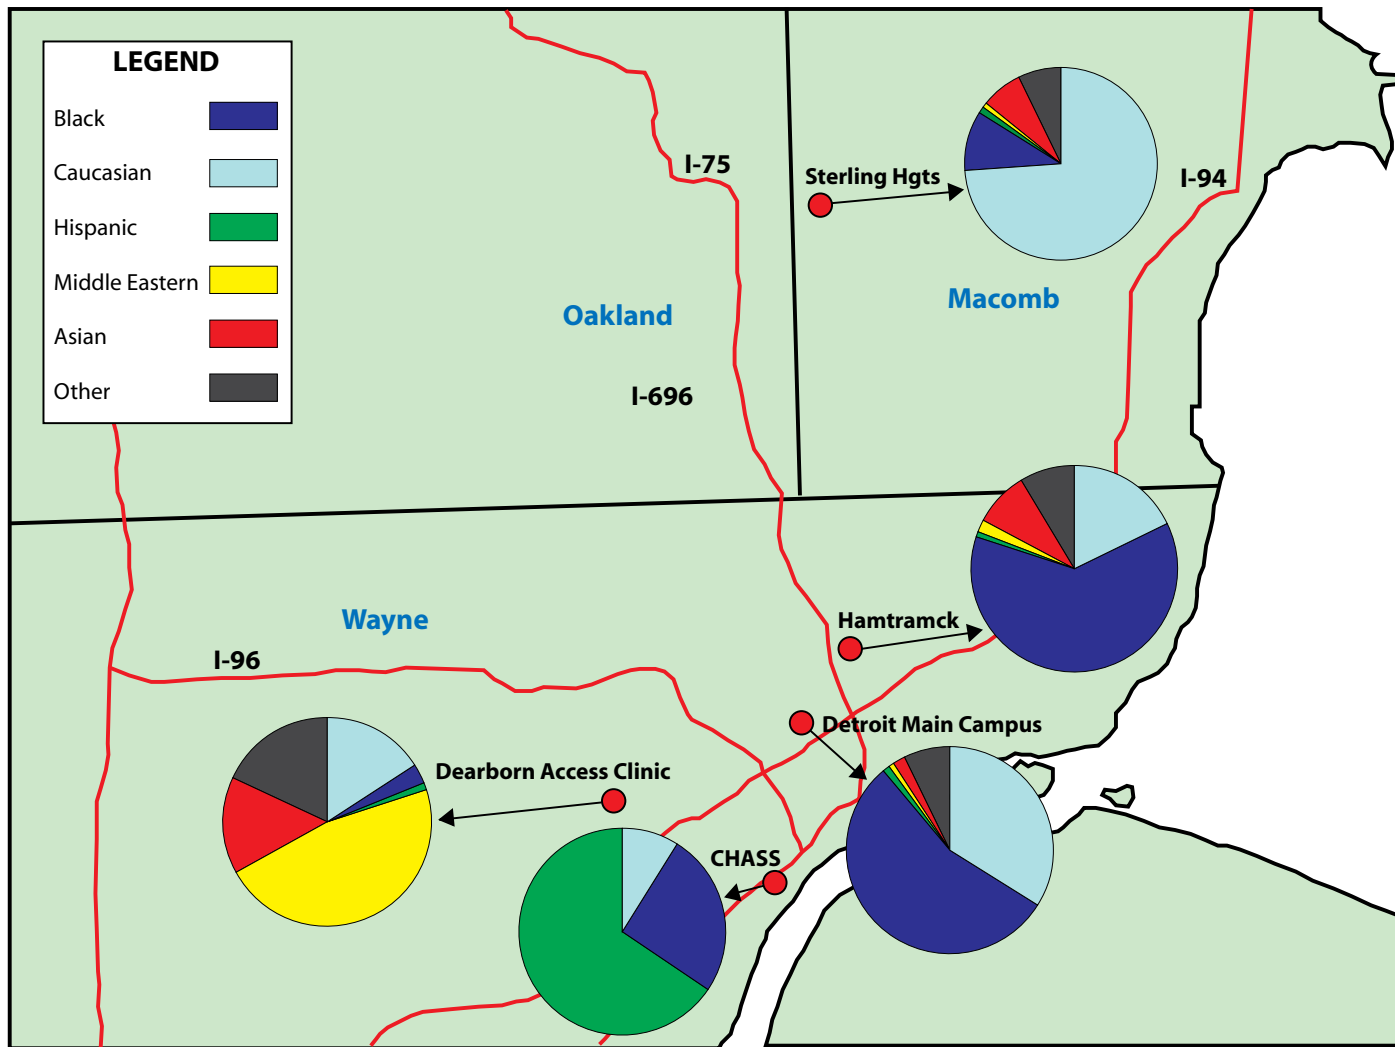 LEGEND
Black
Caucasian
Hispanic
Middle Eastern
Asian
Other
I-75
Sterling Hgts
I-94
Oakland
Macomb
I-696
Wayne
Hamtramck
I-96
Detroit Main Campus
Dearborn Access Clinic
CHASS